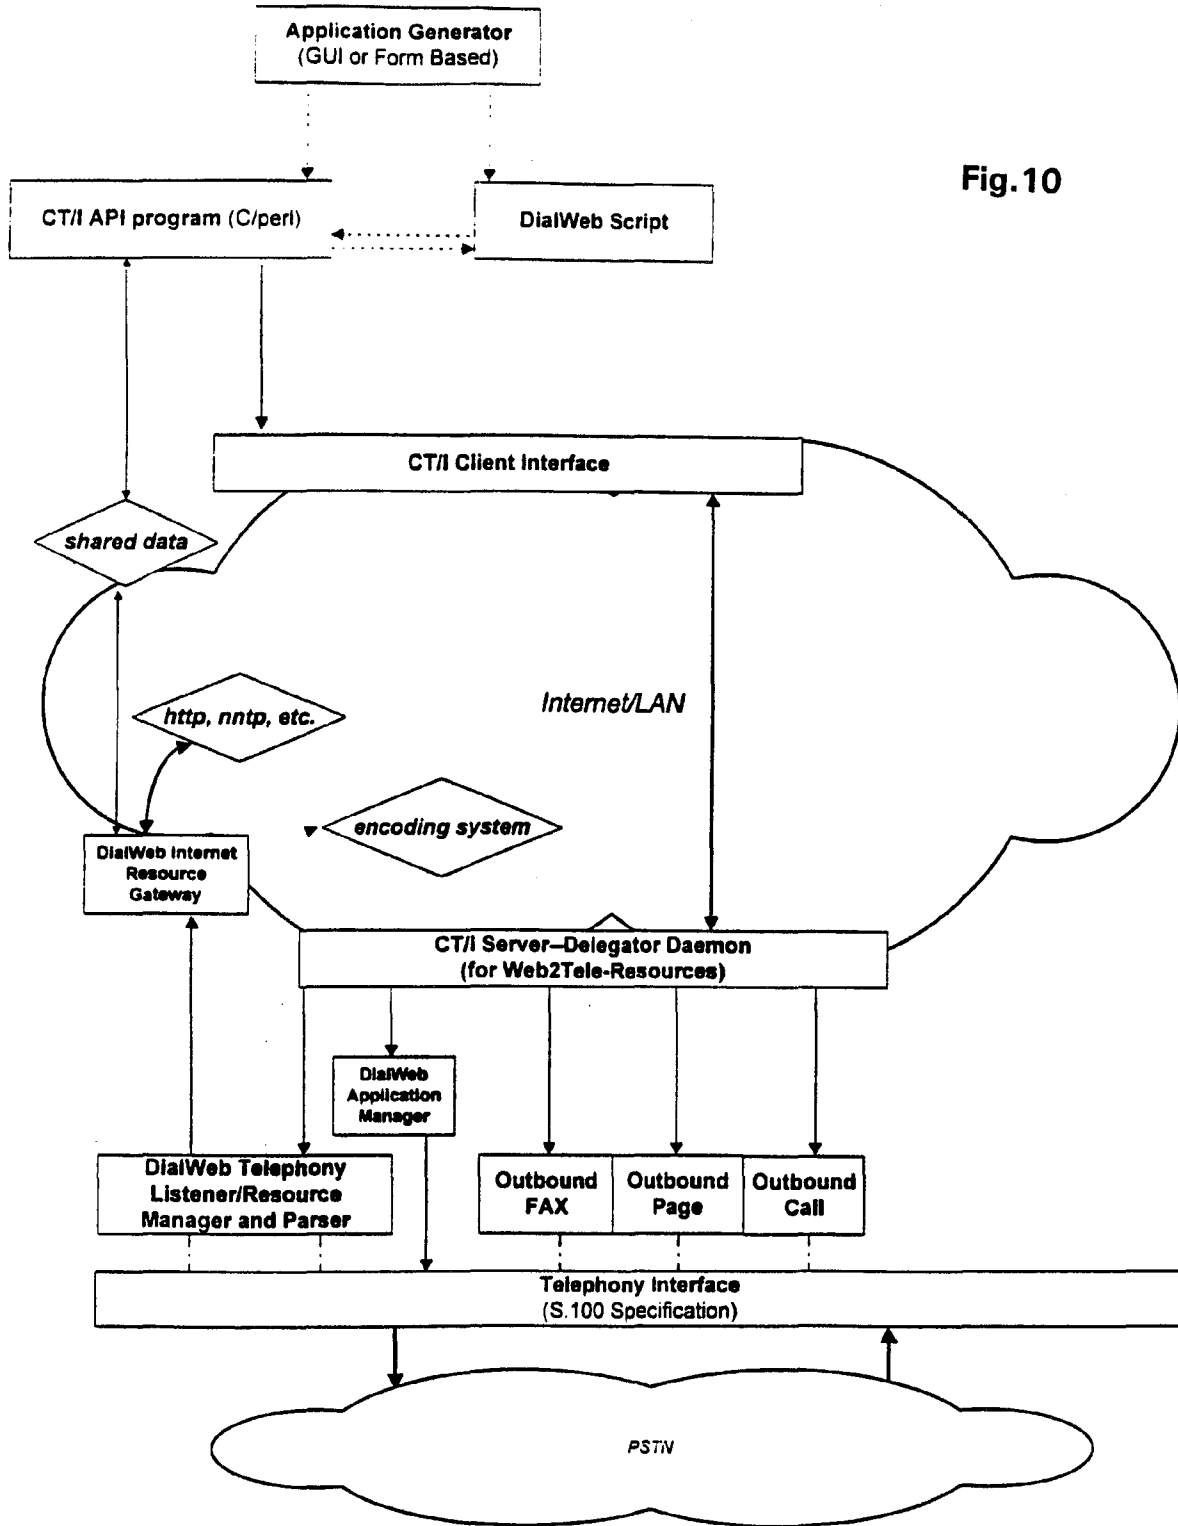 Application Generator
(GUI or Form Based)
Fig.10
CT/I API program (C/perl)
DialWeb Script
CT/I Client Interface
shared data
Internet/LAN
http, nntp, etc.
encoding system
DialWeb Internet
Resource
Gateway
CT/I Server–Delegator Daemon
(for Web2Tele-Resources)
DialWeb
Application
Manager
DialWeb Telephony
Listener/Resource
Manager and Parser
Outbound
FAX
Outbound
Page
Outbound
Call
Telephony Interface
(S.100 Specification)
PSTN